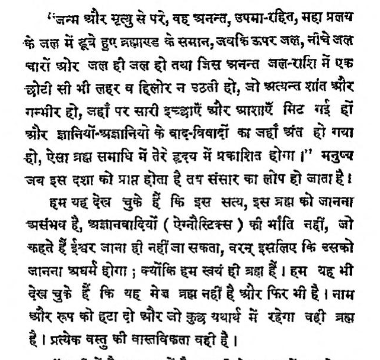 “जन्म और मृत्यु से परे, वह अनन्त, उपमा-रहित, महा प्रलय
के जल में डूबे हुए ब्रह्माण्ड के समान, जबकि ऊपर जल, नीचे जल
चारों ओर जल ही जल हो तथा जिस अनन्त जल-राशि में एक
छोटी सी भी लहर व हिलोर न उठती हो, जो अत्यन्त शांत और
गम्भीर हो, जहाँ पर सारी इच्छाएँ और आशाएँ मिट गई हों
और ज्ञानियों-अज्ञानियों के वाद-विवादों का जहाँ अंत हो गया
हो, ऐसा ब्रह्म समाधि में तेरे हृदय में प्रकाशित होगा।” मनुष्य
जब इस दशा को प्राप्त होता है तब संसार का लोप हो जाता है!
हम यह देख चुके हैं कि इस सत्य, इस ब्रह्म को जानना
असंभव है, अज्ञानवादियों (ऐग्नौस्टिक्स) की भाँति नहीं, जो
कहते हैं ईश्वर जाना ही नहीं जा सकता, वरन् इसलिए कि उसको
जानना अधर्म होगा; क्योंकि हम स्वयं ही ब्रह्म हैं। हम यह भी
देख चुके हैं कि यह मेज ब्रह्म नहीं है और फिर भी है। नाम
और रूप को हटा दो और जो कुछ यथार्थ में रहेगा वही ब्रह्म
है। प्रत्येक वस्तु की वास्तविकता वही है।